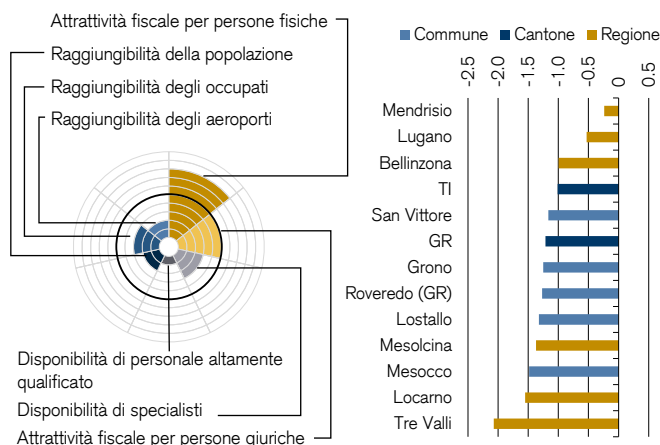 Attrattività fiscale per persone fisiche
Raggiungibilità della popolazione
Raggiungibilità degli occupati
Raggiungibilità degli aeroporti
Disponibilità di personale altamente
qualificato
Disponibilità di specialisti
Attrattività fiscale per persone giuriche
Commune Cantone Regione
-2.5 -2.0 -1.5 -1.0 -0.5 0 0.5
Mendrisio
Lugano
Bellinzona
TI
San Vittore
GR
Grono
Roveredo (GR)
Lostallo
Mesolcina
Mesocco
Locarno
Tre Valli